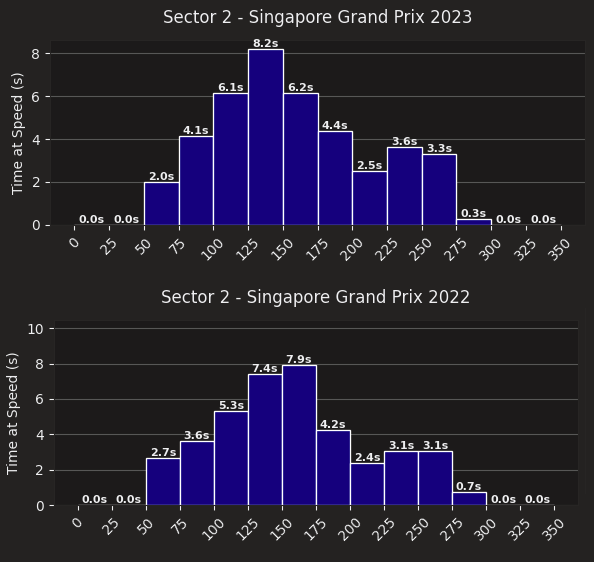 Sector 2 - Singapore Grand Prix 2023
Time at Speed (s)
8
6
4
2
0
0.0s 0.0s 2.0s 4.1s 6.1s 8.2s 6.2s 4.4s 2.5s 3.6s 3.3s 0.3s 0.0s 0.0s
0 25 50 75 100 125 150 175 200 225 250 275 300 325 350
Sector 2 - Singapore Grand Prix 2022
Time at Speed (s)
10
8
6
4
2
0
0.0s 0.0s 2.7s 3.6s 5.3s 7.4s 7.9s 4.2s 2.4s 3.1s 3.1s 0.7s 0.0s 0.0s
0 25 50 75 100 125 150 175 200 225 250 275 300 325 350